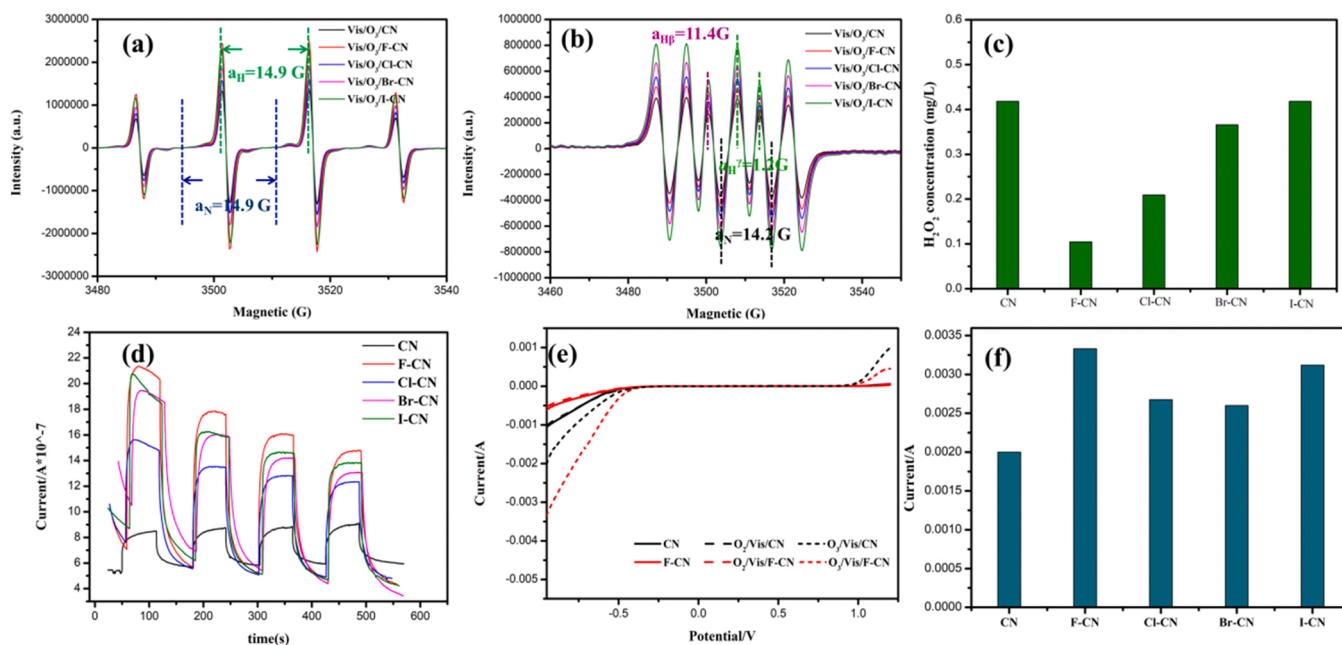 (a)
a_H=14.9 G
a_N=14.9 G
Vis/O3/CN
Vis/O3/F-CN
Vis/O3/Cl-CN
Vis/O3/Br-CN
Vis/O3/I-CN
Intensity (a.u.)
3000000
2000000
1000000
0
-1000000
-2000000
-3000000
3480 3500 3520 3540
Magnetic (G)
(b)
a_Hβ=11.4G
a_H^γ=1.2G
a_N=14.2 G
Vis/O3/CN
Vis/O3/F-CN
Vis/O3/Cl-CN
Vis/O3/Br-CN
Vis/O3/I-CN
Intensity (a.u.)
1000000
800000
600000
400000
200000
0
-200000
-400000
-600000
-800000
-1000000
3460 3480 3500 3520 3540
Magnetic (G)
(c)
H2O2 concentration (mg/L)
0.6
0.5
0.4
0.3
0.2
0.1
0.0
CN F-CN Cl-CN Br-CN I-CN
(d)
CN
F-CN
Cl-CN
Br-CN
I-CN
Current/A*10^-7
24
22
20
18
16
14
12
10
8
6
4
0 100 200 300 400 500 600
time(s)
(e)
Current/A
0.001
0.000
-0.001
-0.002
-0.003
-0.004
-0.005
CN O2/Vis/CN O3/Vis/CN
F-CN O2/Vis/F-CN O3/Vis/F-CN
-0.5 0.0 0.5 1.0
Potential/V
(f)
Current/A
0.0035
0.0030
0.0025
0.0020
0.0015
0.0010
0.0005
0.0000
CN F-CN Cl-CN Br-CN I-CN